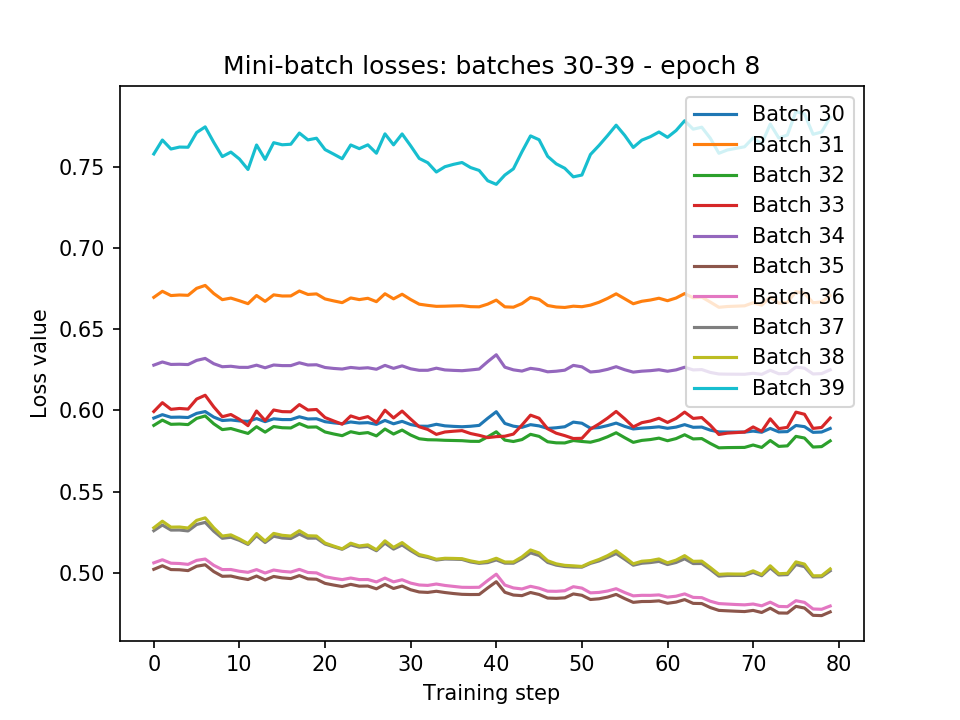 Mini-batch losses: batches 30-39 - epoch 8
Loss value
0.75
0.70
0.65
0.60
0.55
0.50
Batch 30
Batch 31
Batch 32
Batch 33
Batch 34
Batch 35
Batch 36
Batch 37
Batch 38
Batch 39
0 10 20 30 40 50 60 70 80
Training step